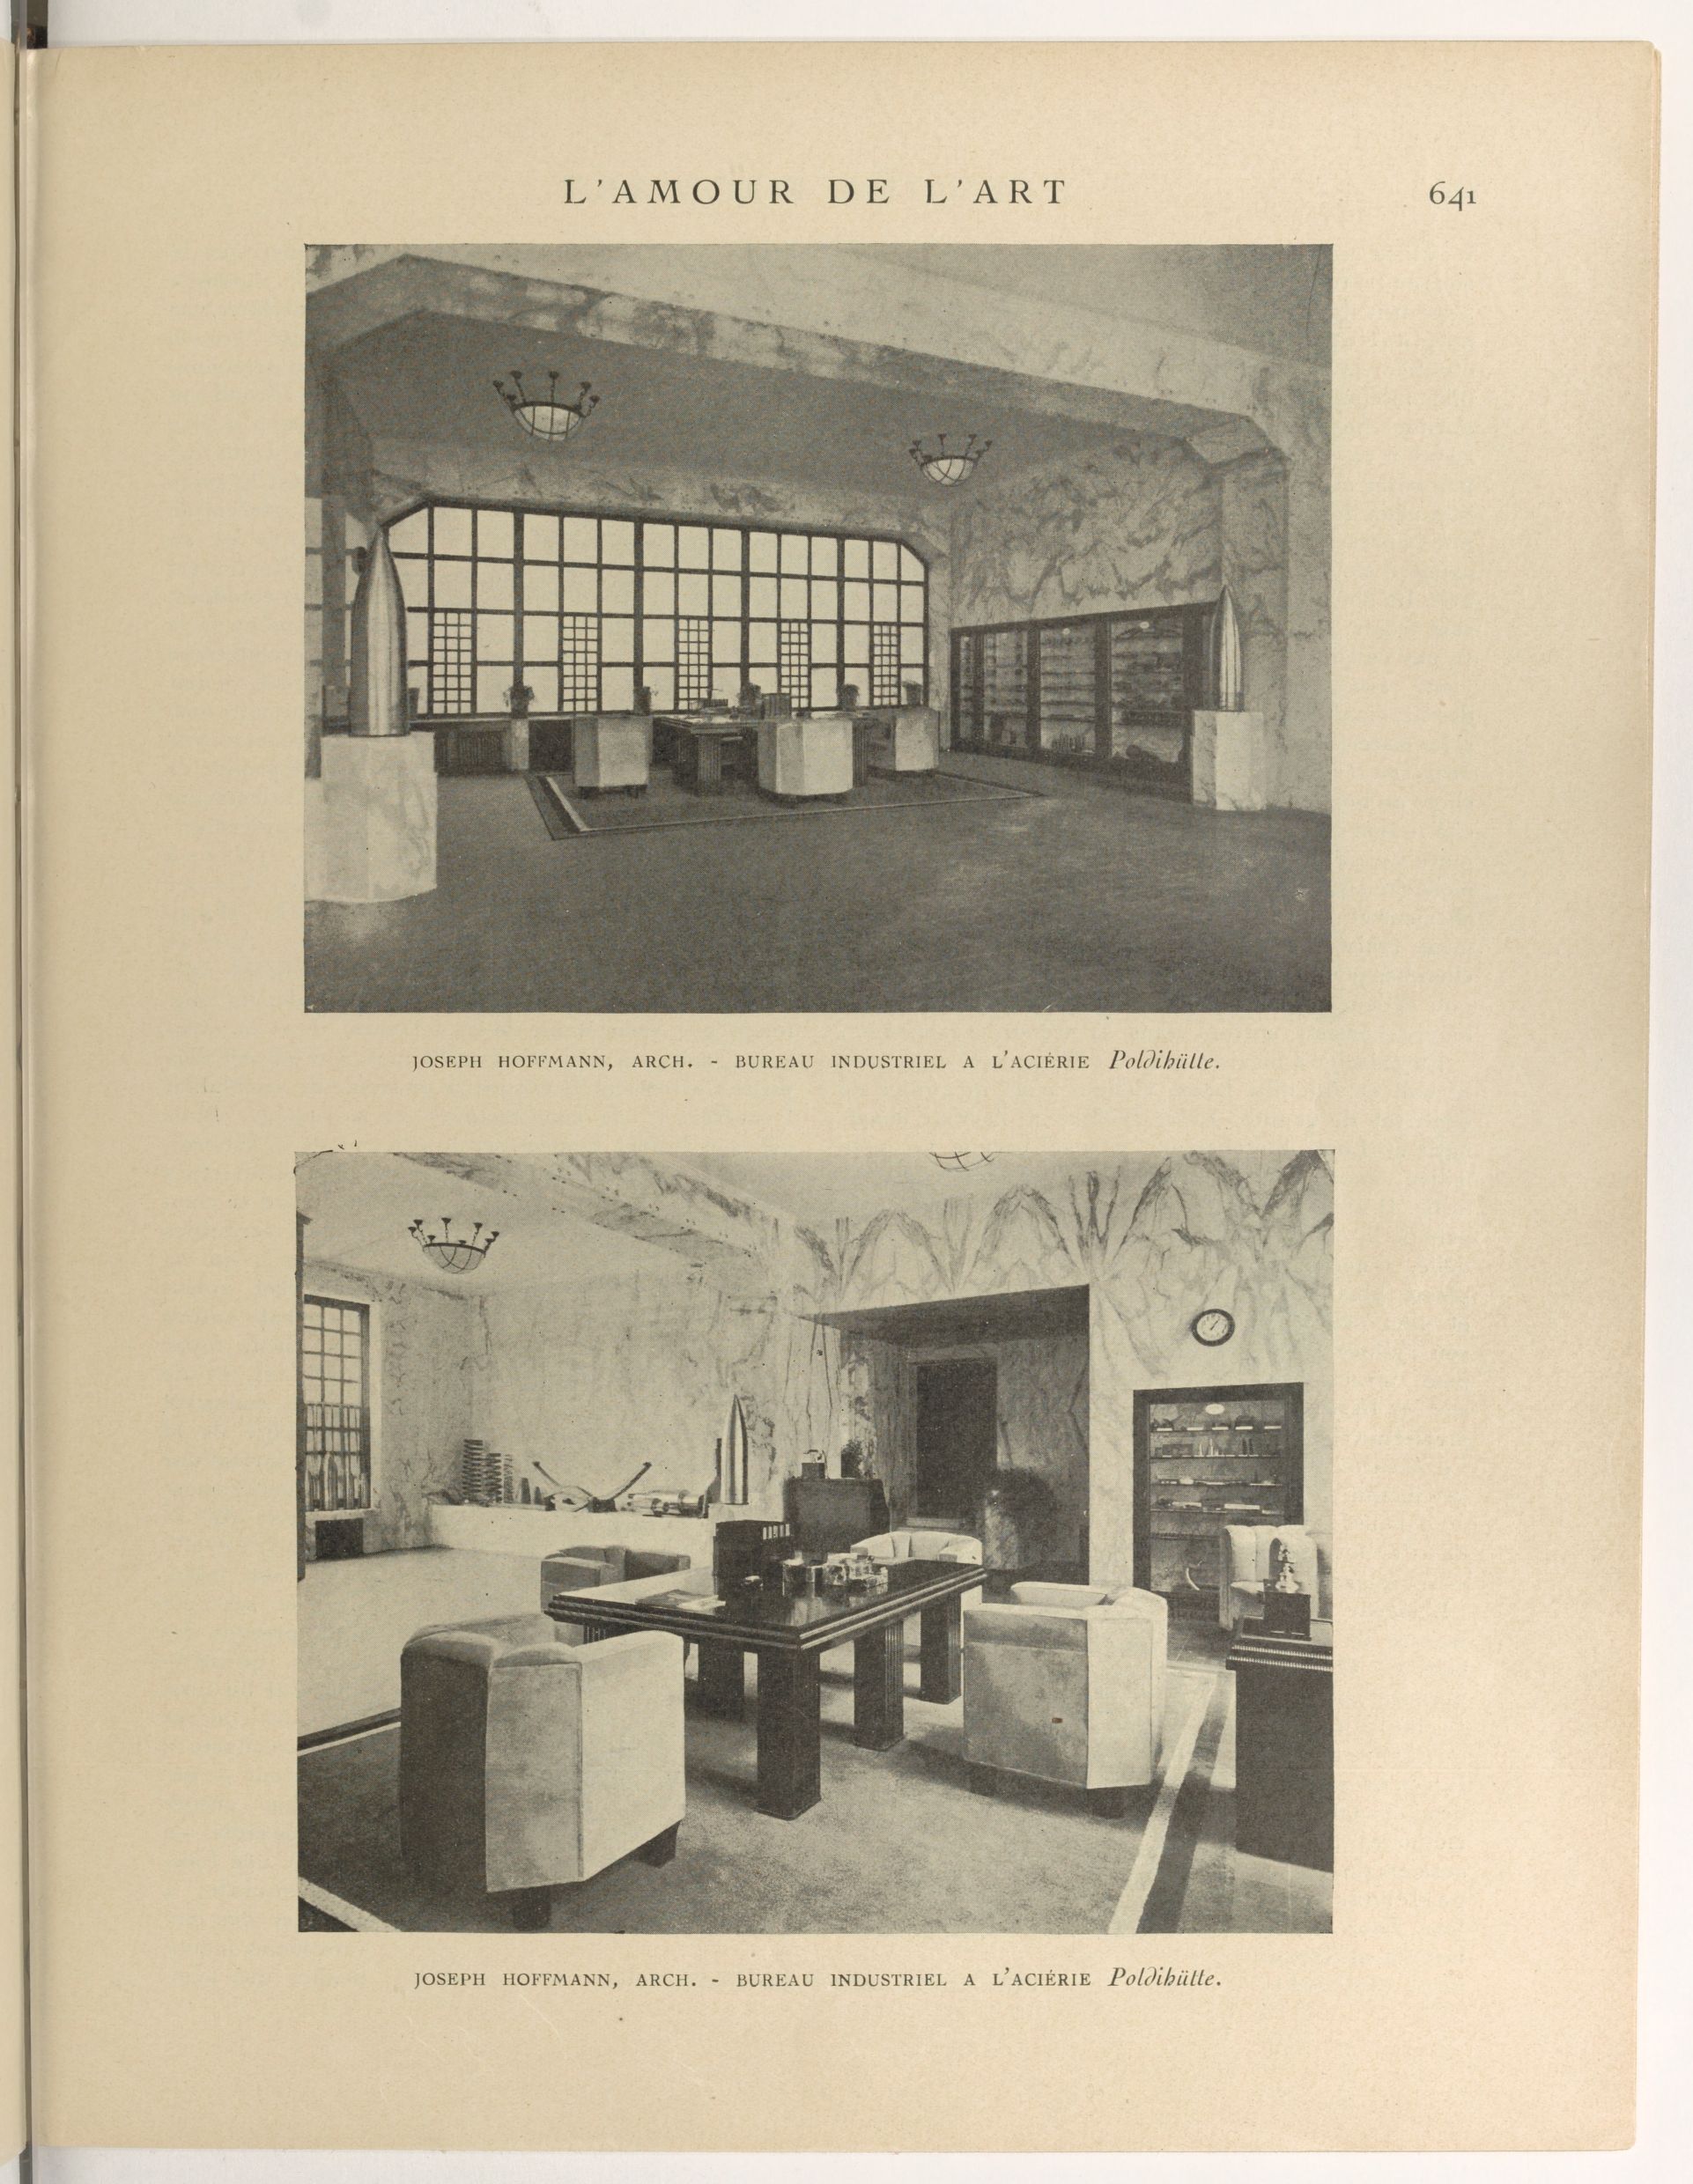 L'AMOUR DE L'ART 641
JOSEPH HOFFMANN, ARCH. - BUREAU INDUSTRIEL A L'ACIÉRIE Poldihütte.
JOSEPH HOFFMANN, ARCH. - BUREAU INDUSTRIEL A L'ACIÉRIE Poldihütte.